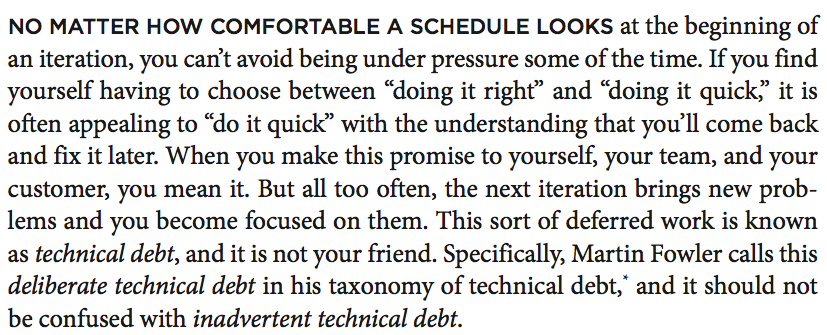 NO MATTER HOW COMFORTABLE A SCHEDULE LOOKS at the beginning of
an iteration, you can’t avoid being under pressure some of the time. If you find
yourself having to choose between “doing it right” and “doing it quick,” it is
often appealing to “do it quick” with the understanding that you’ll come back
and fix it later. When you make this promise to yourself, your team, and your
customer, you mean it. But all too often, the next iteration brings new prob-
lems and you become focused on them. This sort of deferred work is known
as technical debt, and it is not your friend. Specifically, Martin Fowler calls this
deliberate technical debt in his taxonomy of technical debt,* and it should not
be confused with inadvertent technical debt.